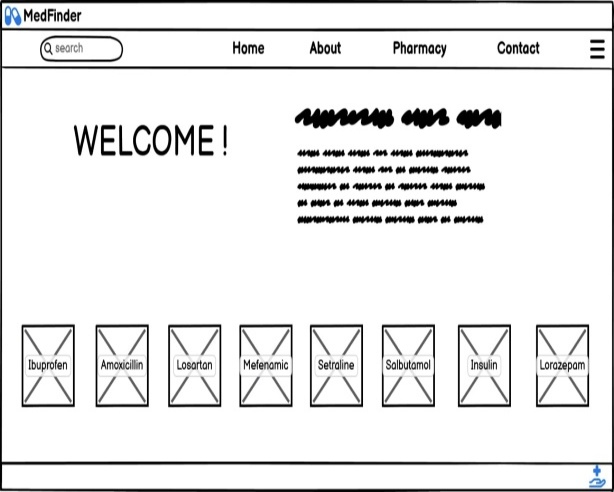 MedFinder
search Home About Pharmacy Contact
WELCOME !
Ibuprofen Amoxicillin Losartan Mefenamic Setraline Salbutamol Insulin Lorazepam